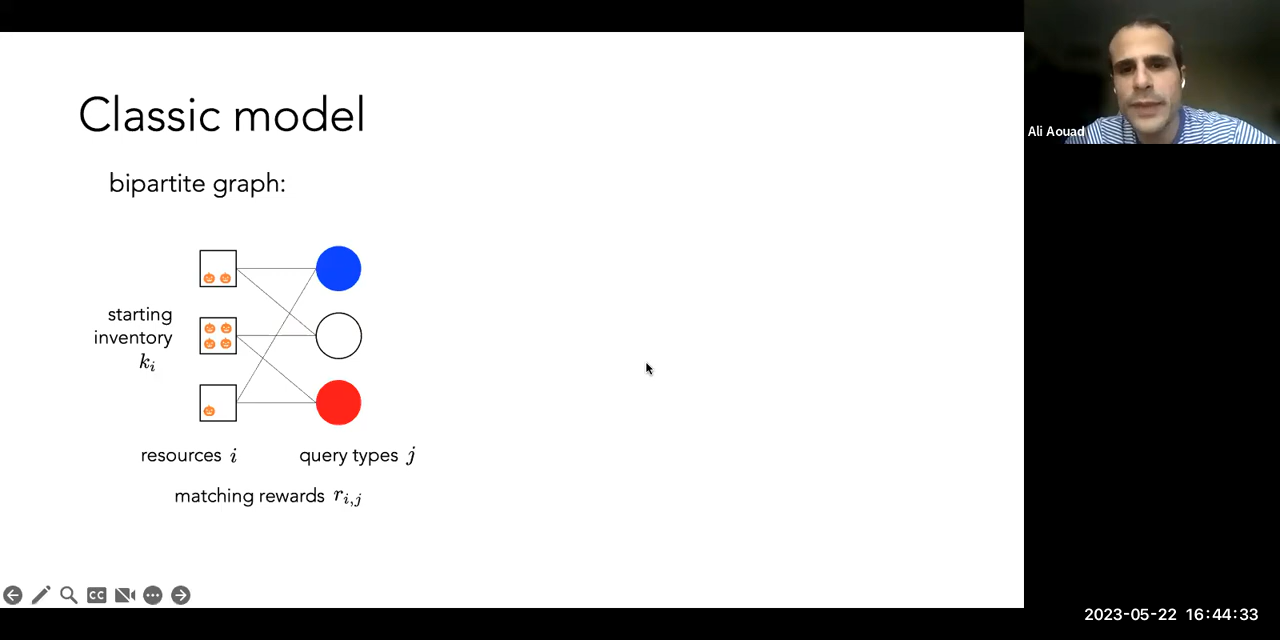 Classic model
bipartite graph:
starting
inventory
k_i
resources i
query types j
matching rewards r_{i,j}
CC
Ali Aouad
2023-05-22 16:44:33